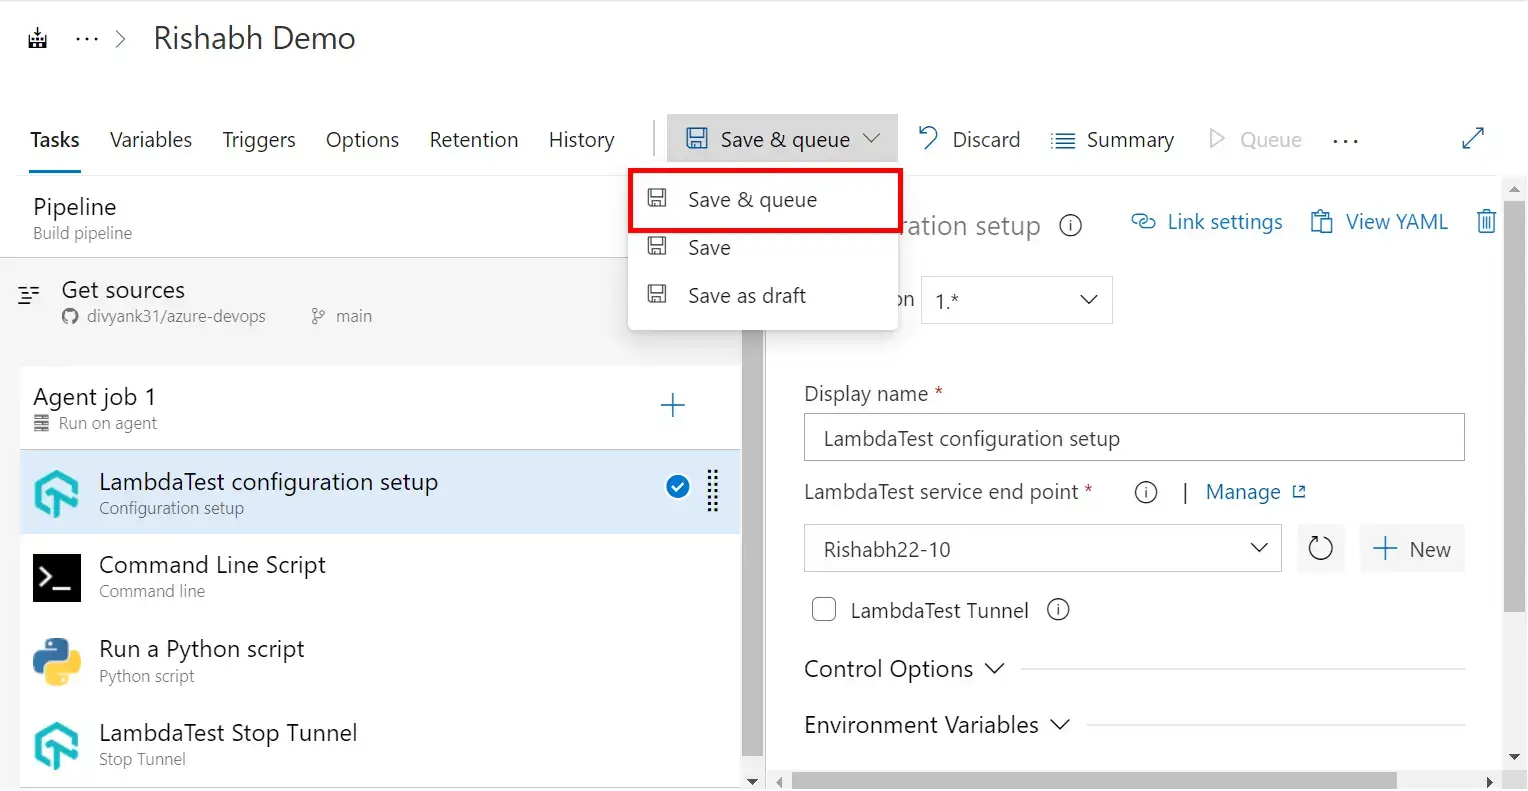 ··· > Rishabh Demo
Tasks Variables Triggers Options Retention History Save & queue Discard Summary Queue ···
Save & queue
Save
Save as draft
Pipeline
Build pipeline
Get sources
divyank31/azure-devops main
Agent job 1
Run on agent
LambdaTest configuration setup
Configuration setup
Command Line Script
Command line
Run a Python script
Python script
LambdaTest Stop Tunnel
Stop Tunnel
ration setup Link settings View YAML
on 1.*
Display name *
LambdaTest configuration setup
LambdaTest service end point * | Manage
Rishabh22-10 New
LambdaTest Tunnel
Control Options
Environment Variables